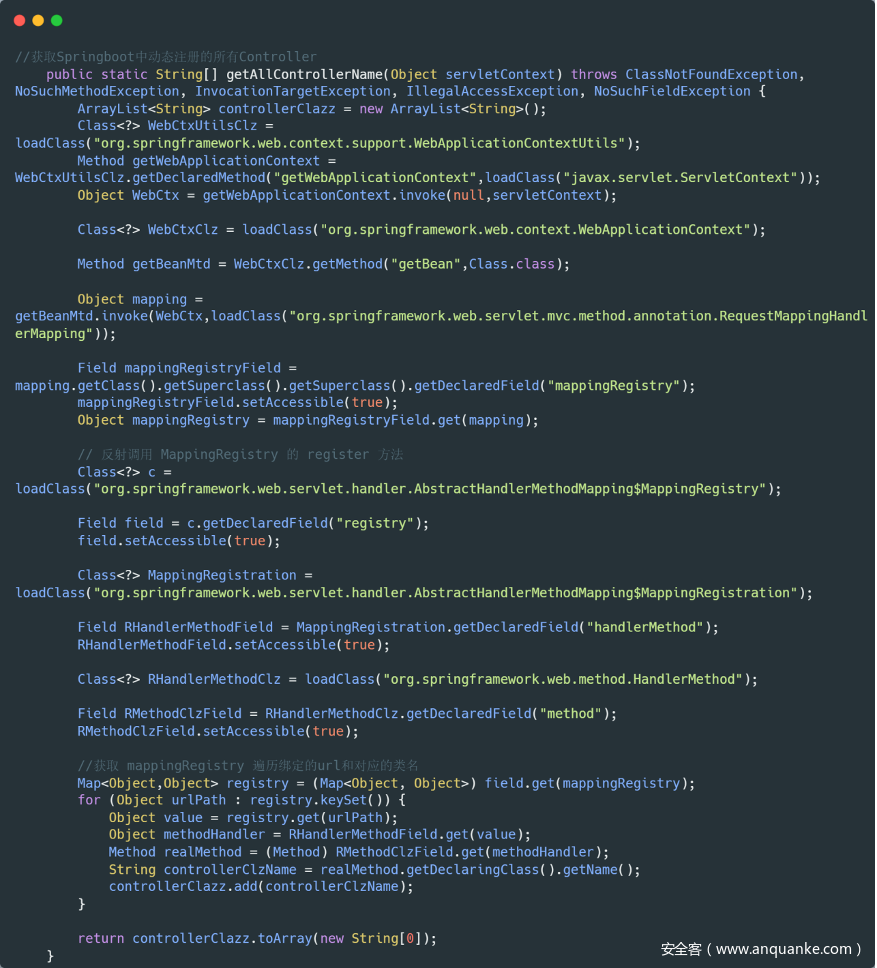 //获取Springboot中动态注册的所有Controller
    public static String[] getAllControllerName(Object servletContext) throws ClassNotFoundException,
NoSuchMethodException, InvocationTargetException, IllegalAccessException, NoSuchFieldException {
        ArrayList<String> controllerClazz = new ArrayList<String>();
        Class<?> WebCtxUtilsClz =
loadClass("org.springframework.web.context.support.WebApplicationContextUtils");
        Method getWebApplicationContext =
WebCtxUtilsClz.getDeclaredMethod("getWebApplicationContext",loadClass("javax.servlet.ServletContext"));
        Object WebCtx = getWebApplicationContext.invoke(null,servletContext);

        Class<?> WebCtxClz = loadClass("org.springframework.web.context.WebApplicationContext");

        Method getBeanMtd = WebCtxClz.getMethod("getBean",Class.class);

        Object mapping =
getBeanMtd.invoke(WebCtx,loadClass("org.springframework.web.servlet.mvc.method.annotation.RequestMappingHandl
erMapping"));

        Field mappingRegistryField =
mapping.getClass().getSuperclass().getSuperclass().getDeclaredField("mappingRegistry");
        mappingRegistryField.setAccessible(true);
        Object mappingRegistry = mappingRegistryField.get(mapping);

        // 反射调用 MappingRegistry 的 register 方法
        Class<?> c =
loadClass("org.springframework.web.servlet.handler.AbstractHandlerMethodMapping$MappingRegistry");

        Field field = c.getDeclaredField("registry");
        field.setAccessible(true);

        Class<?> MappingRegistration =
loadClass("org.springframework.web.servlet.handler.AbstractHandlerMethodMapping$MappingRegistration");

        Field RHandlerMethodField = MappingRegistration.getDeclaredField("handlerMethod");
        RHandlerMethodField.setAccessible(true);

        Class<?> RHandlerMethodClz = loadClass("org.springframework.web.method.HandlerMethod");

        Field RMethodClzField = RHandlerMethodClz.getDeclaredField("method");
        RMethodClzField.setAccessible(true);

        //获取 mappingRegistry 遍历绑定的url和对应的类名
        Map<Object,Object> registry = (Map<Object, Object>) field.get(mappingRegistry);
        for (Object urlPath : registry.keySet()) {
            Object value = registry.get(urlPath);
            Object methodHandler = RHandlerMethodField.get(value);
            Method realMethod = (Method) RMethodClzField.get(methodHandler);
            String controllerClzName = realMethod.getDeclaringClass().getName();
            controllerClazz.add(controllerClzName);
        }

        return controllerClazz.toArray(new String[0]);
    }
安全客（www.anquanke.com）